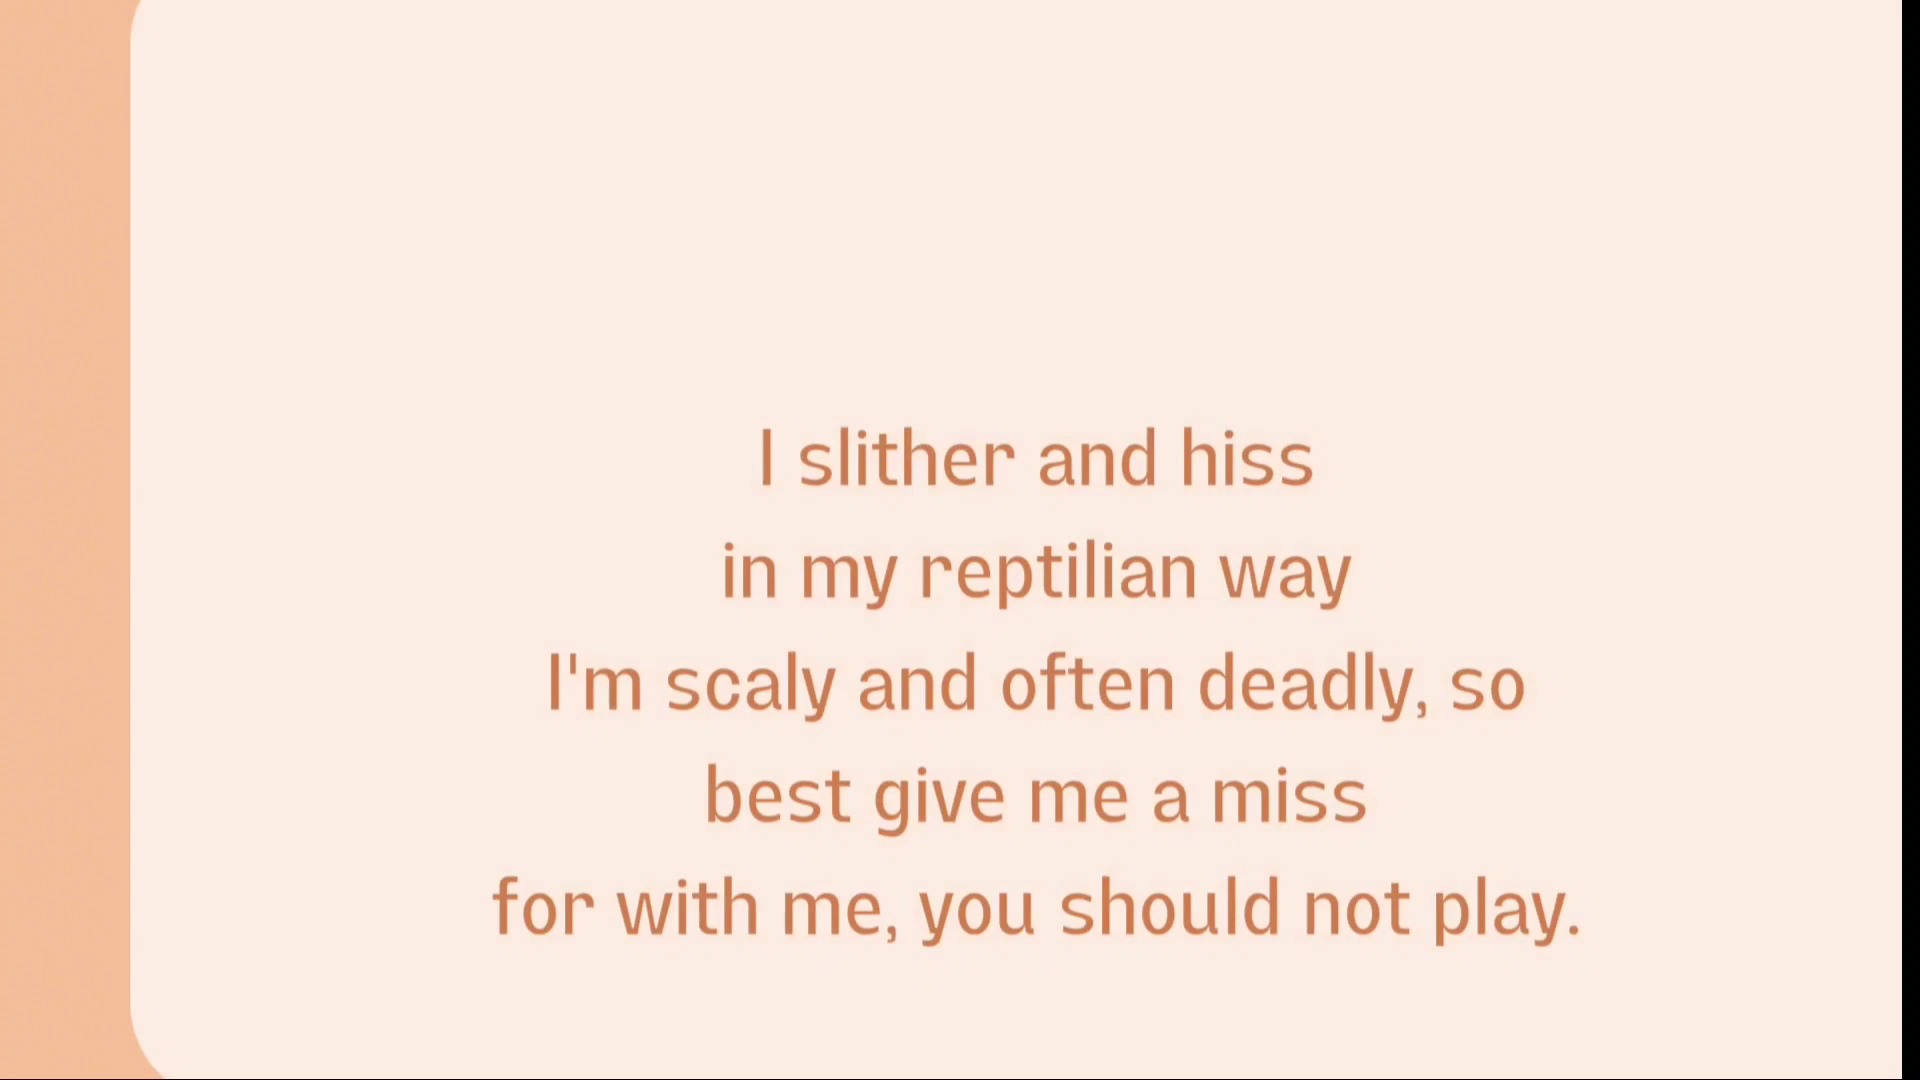 I slither and hiss
in my reptilian way
I'm scaly and often deadly, so
best give me a miss
for with me, you should not play.